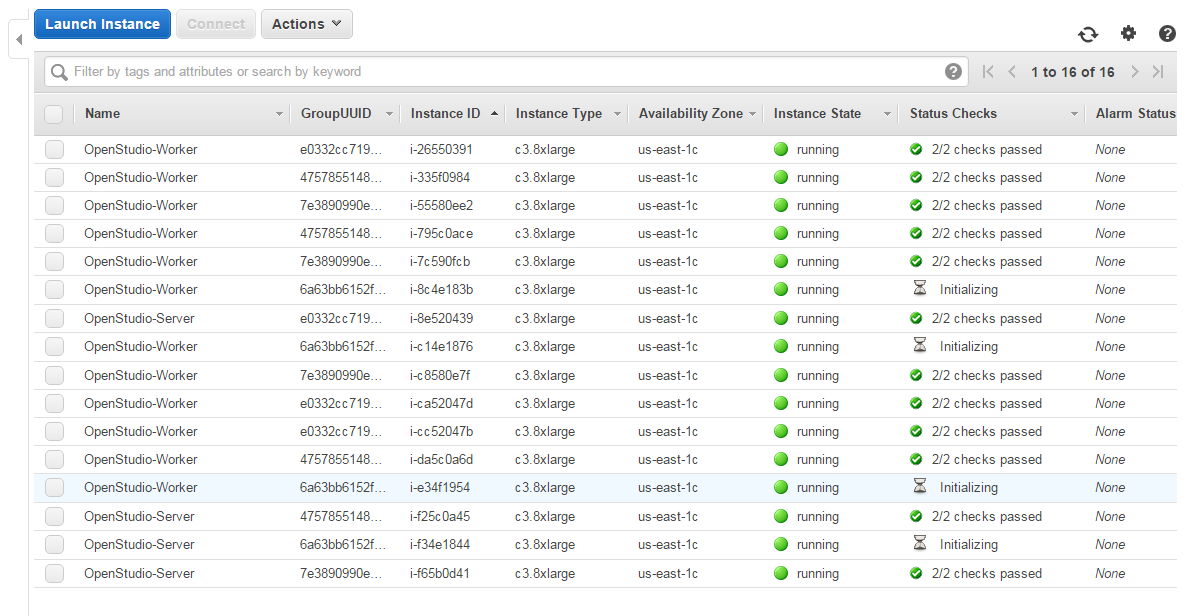 Launch Instance Connect Actions
Filter by tags and attributes or search by keyword ? 1 to 16 of 16
Name GroupUUID Instance ID Instance Type Availability Zone Instance State Status Checks Alarm Status
OpenStudio-Worker e0332cc719... i-26550391 c3.8xlarge us-east-1c running 2/2 checks passed None
OpenStudio-Worker 4757855148... i-335f0984 c3.8xlarge us-east-1c running 2/2 checks passed None
OpenStudio-Worker 7e3890990e... i-55580ee2 c3.8xlarge us-east-1c running 2/2 checks passed None
OpenStudio-Worker 4757855148... i-795c0ace c3.8xlarge us-east-1c running 2/2 checks passed None
OpenStudio-Worker 7e3890990e... i-7c590fcb c3.8xlarge us-east-1c running 2/2 checks passed None
OpenStudio-Worker 6a63bb6152f... i-8c4e183b c3.8xlarge us-east-1c running Initializing None
OpenStudio-Server e0332cc719... i-8e520439 c3.8xlarge us-east-1c running 2/2 checks passed None
OpenStudio-Worker 6a63bb6152f... i-c14e1876 c3.8xlarge us-east-1c running Initializing None
OpenStudio-Worker 7e3890990e... i-c8580e7f c3.8xlarge us-east-1c running 2/2 checks passed None
OpenStudio-Worker e0332cc719... i-ca52047d c3.8xlarge us-east-1c running 2/2 checks passed None
OpenStudio-Worker e0332cc719... i-cc52047b c3.8xlarge us-east-1c running 2/2 checks passed None
OpenStudio-Worker 4757855148... i-da5c0a6d c3.8xlarge us-east-1c running 2/2 checks passed None
OpenStudio-Worker 6a63bb6152f... i-e34f1954 c3.8xlarge us-east-1c running Initializing None
OpenStudio-Server 4757855148... i-f25c0a45 c3.8xlarge us-east-1c running 2/2 checks passed None
OpenStudio-Server 6a63bb6152f... i-f34e1844 c3.8xlarge us-east-1c running Initializing None
OpenStudio-Server 7e3890990e... i-f65b0d41 c3.8xlarge us-east-1c running 2/2 checks passed None